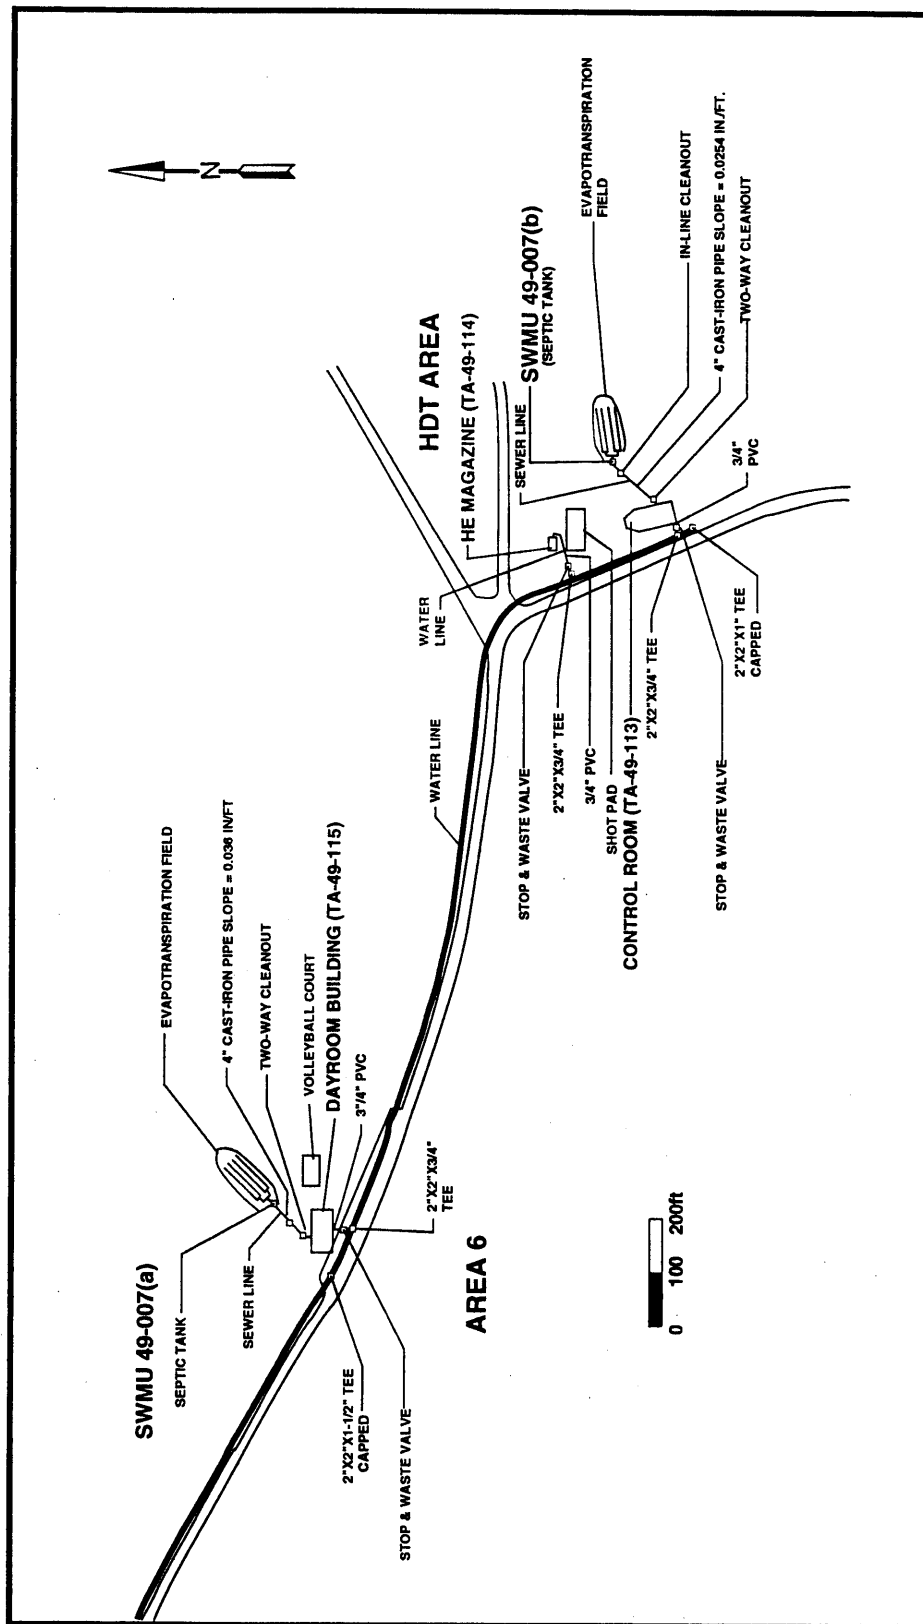 N
SWMU 49-007(a)
SEPTIC TANK
SEWER LINE
EVAPOTRANSPIRATION FIELD
4" CAST-IRON PIPE SLOPE = 0.036 IN/FT
TWO-WAY CLEANOUT
VOLLEYBALL COURT
DAYROOM BUILDING (TA-49-115)
3"/4" PVC
2"X2"X3/4"
TEE
2"X2"X1-1/2" TEE
CAPPED
STOP & WASTE VALVE
AREA 6
WATER LINE
HDT AREA
HE MAGAZINE (TA-49-114)
WATER
LINE
SEWER LINE
SWMU 49-007(b)
(SEPTIC TANK)
EVAPOTRANSPIRATION
FIELD
IN-LINE CLEANOUT
4" CAST-IRON PIPE SLOPE = 0.0254 IN./FT.
TWO-WAY CLEANOUT
3/4"
PVC
STOP & WASTE VALVE
2"X2"X3/4" TEE
3/4" PVC
SHOT PAD
CONTROL ROOM (TA-49-113)
2"X2"X3/4" TEE
2"X2"X1" TEE
CAPPED
STOP & WASTE VALVE
0 100 200ft